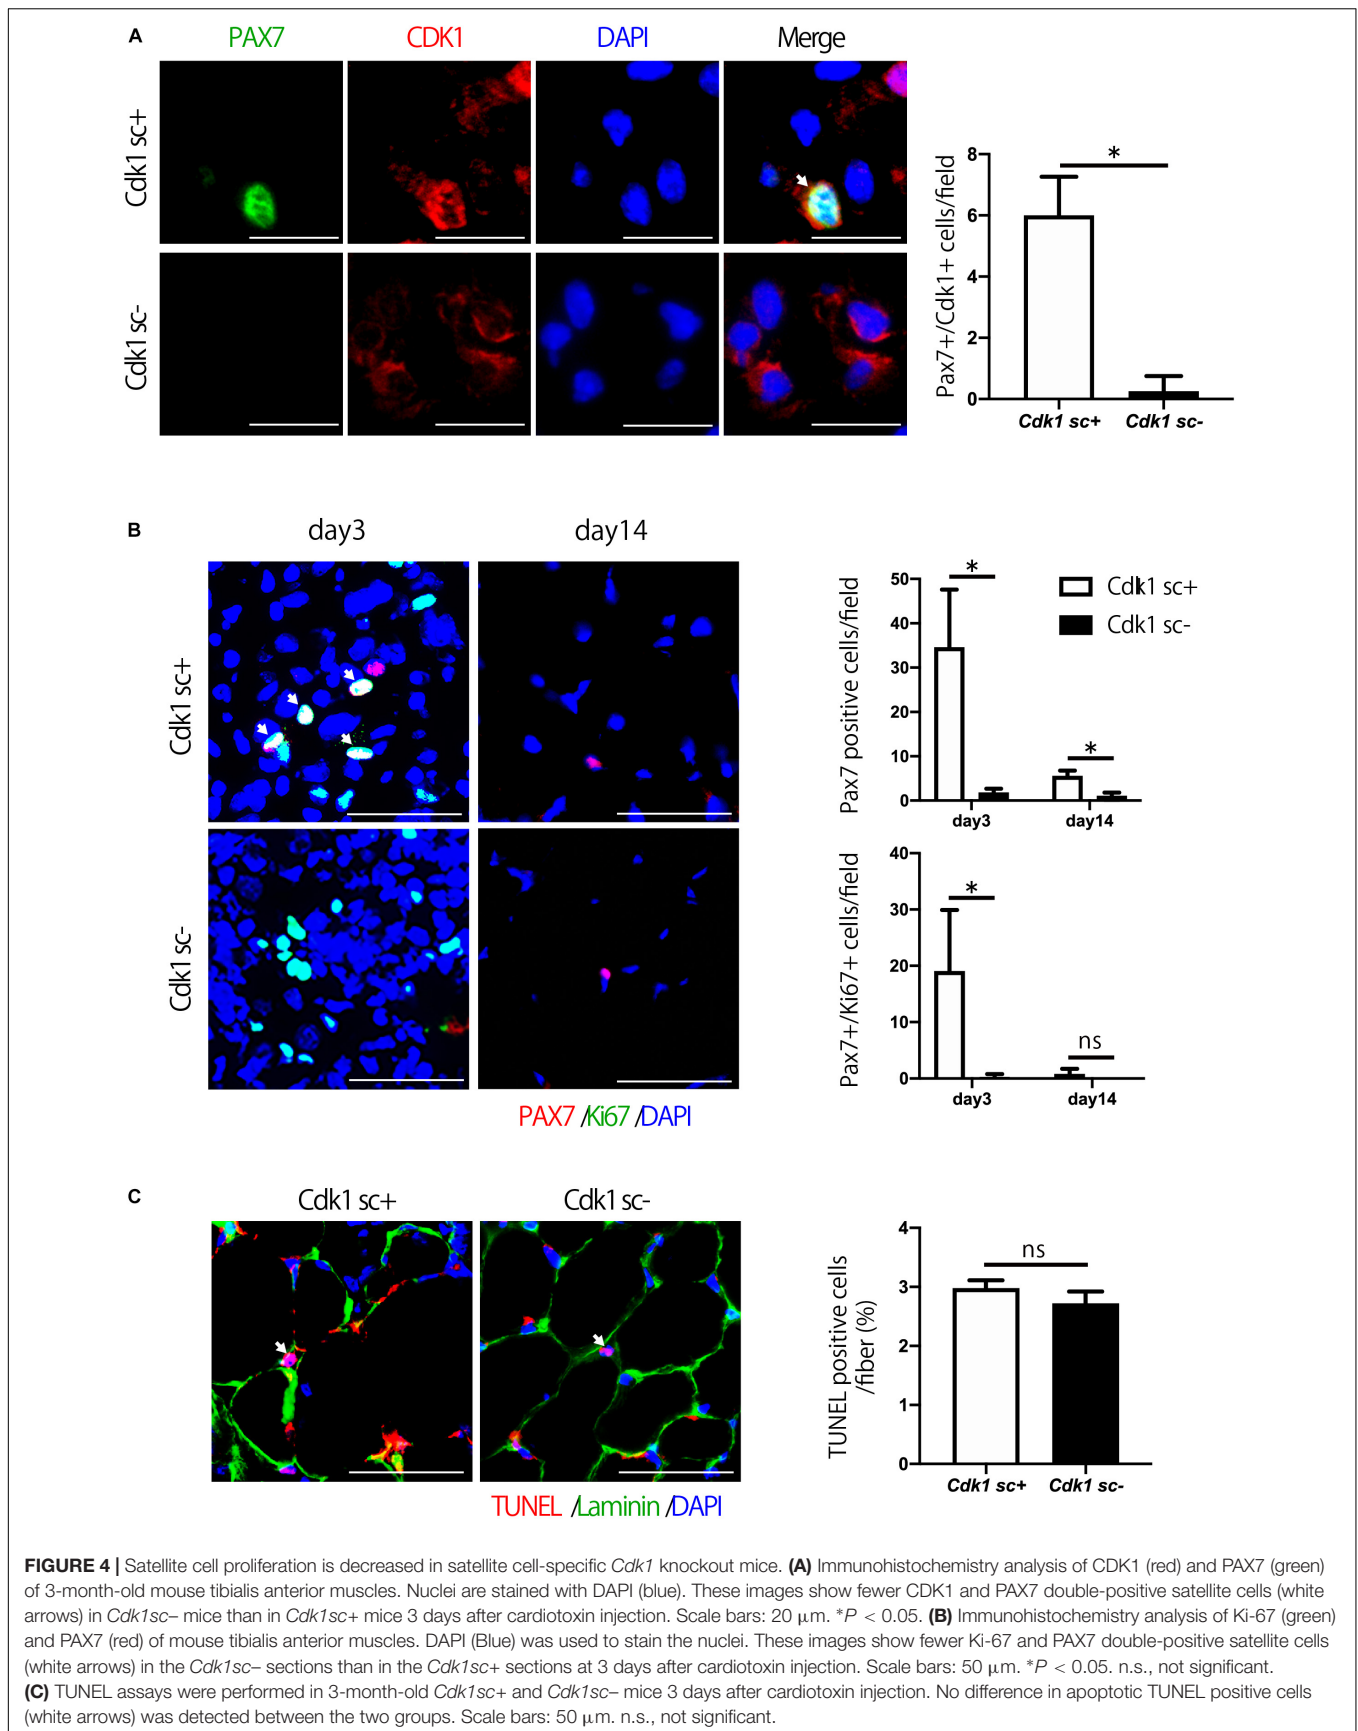 A
PAX7 CDK1 DAPI Merge
Cdk1 sc+
Cdk1 sc-
Pax7+/Cdk1+ cells/field
8
6
4
2
0
*
Cdk1 sc+ Cdk1 sc-
B
day3 day14
Cdk1 sc+
Cdk1 sc-
PAX7 /Ki67 /DAPI
Pax7 positive cells/field
50
40
30
20
10
0
*
*
day3 day14
Cdk1 sc+
Cdk1 sc-
Pax7+/Ki67+ cells/field
40
30
20
10
0
*
ns
day3 day14
C
Cdk1 sc+ Cdk1 sc-
TUNEL /Laminin /DAPI
TUNEL positive cells
/fiber (%)
4
3
2
1
0
ns
Cdk1 sc+ Cdk1 sc-
FIGURE 4 | Satellite cell proliferation is decreased in satellite cell-specific Cdk1 knockout mice. (A) Immunohistochemistry analysis of CDK1 (red) and PAX7 (green)
of 3-month-old mouse tibialis anterior muscles. Nuclei are stained with DAPI (blue). These images show fewer CDK1 and PAX7 double-positive satellite cells (white
arrows) in Cdk1sc– mice than in Cdk1sc+ mice 3 days after cardiotoxin injection. Scale bars: 20 μm. *P < 0.05. (B) Immunohistochemistry analysis of Ki-67 (green)
and PAX7 (red) of mouse tibialis anterior muscles. DAPI (Blue) was used to stain the nuclei. These images show fewer Ki-67 and PAX7 double-positive satellite cells
(white arrows) in the Cdk1sc– sections than in the Cdk1sc+ sections at 3 days after cardiotoxin injection. Scale bars: 50 μm. *P < 0.05. n.s., not significant.
(C) TUNEL assays were performed in 3-month-old Cdk1sc+ and Cdk1sc– mice 3 days after cardiotoxin injection. No difference in apoptotic TUNEL positive cells
(white arrows) was detected between the two groups. Scale bars: 50 μm. n.s., not significant.